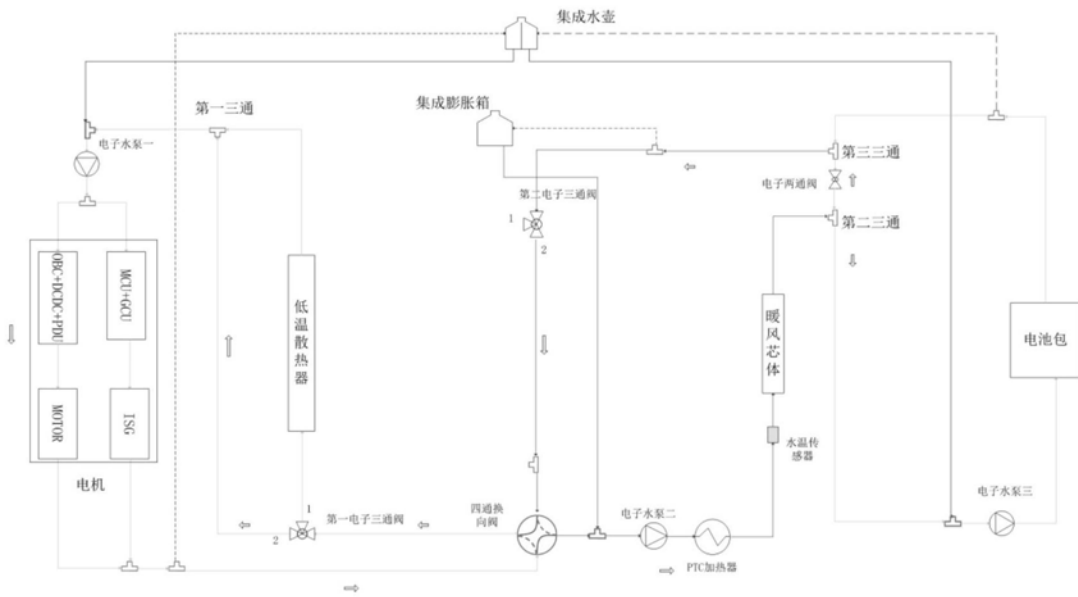 集成水壶
集成膨胀箱
第一三通
电子水泵一
第三三通
电子两通阀
第二电子三通阀
1
2
第二三通
OBC+DCDC+PDU
MCU+GCU
低温散热器
暖风芯体
电池包
MOTOR
ISG
水温传
感器
电机
四通换
向阀
电子水泵三
1
第一电子三通阀
2
电子水泵二
PTC加热器